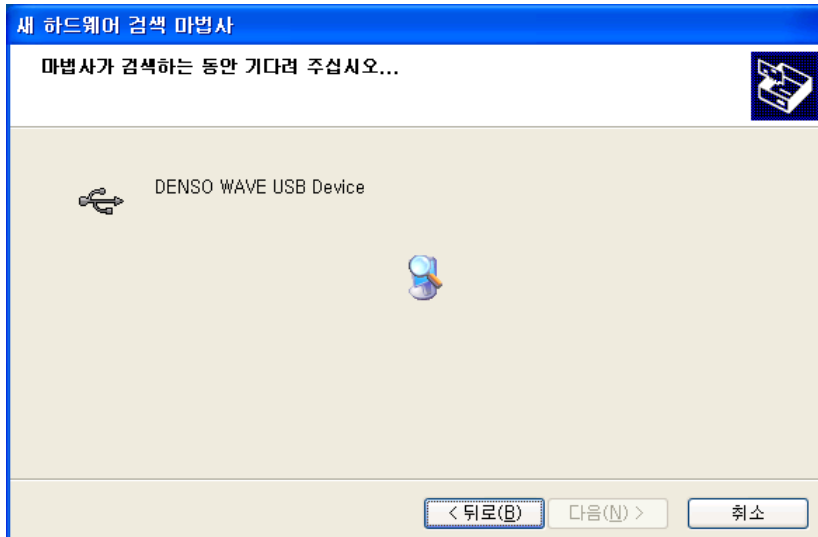 새 하드웨어 검색 마법사
마법사가 검색하는 동안 기다려 주십시오...
DENSO WAVE USB Device
< 뒤로(B)
다음(N) >
취소